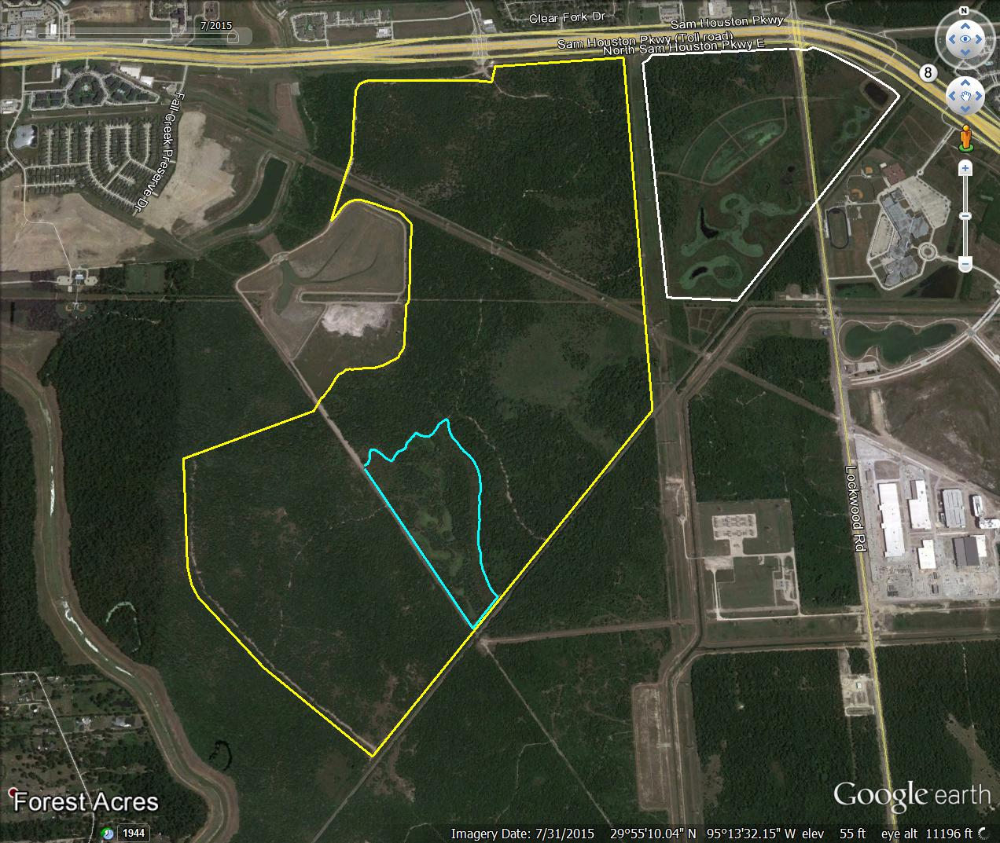 Clear Fork Dr
Sam Houston Pkwy
7/2015
Sam Houston Pkwy (Toll road)
North Sam Houston Pkwy E
N
8
Fall Creek Preserve Dr
Lockwood Rd
Forest Acres
Google earth
1944
Imagery Date: 7/31/2015 29°55'10.04" N 95°13'32.15" W elev 55 ft eye alt 11196 ft